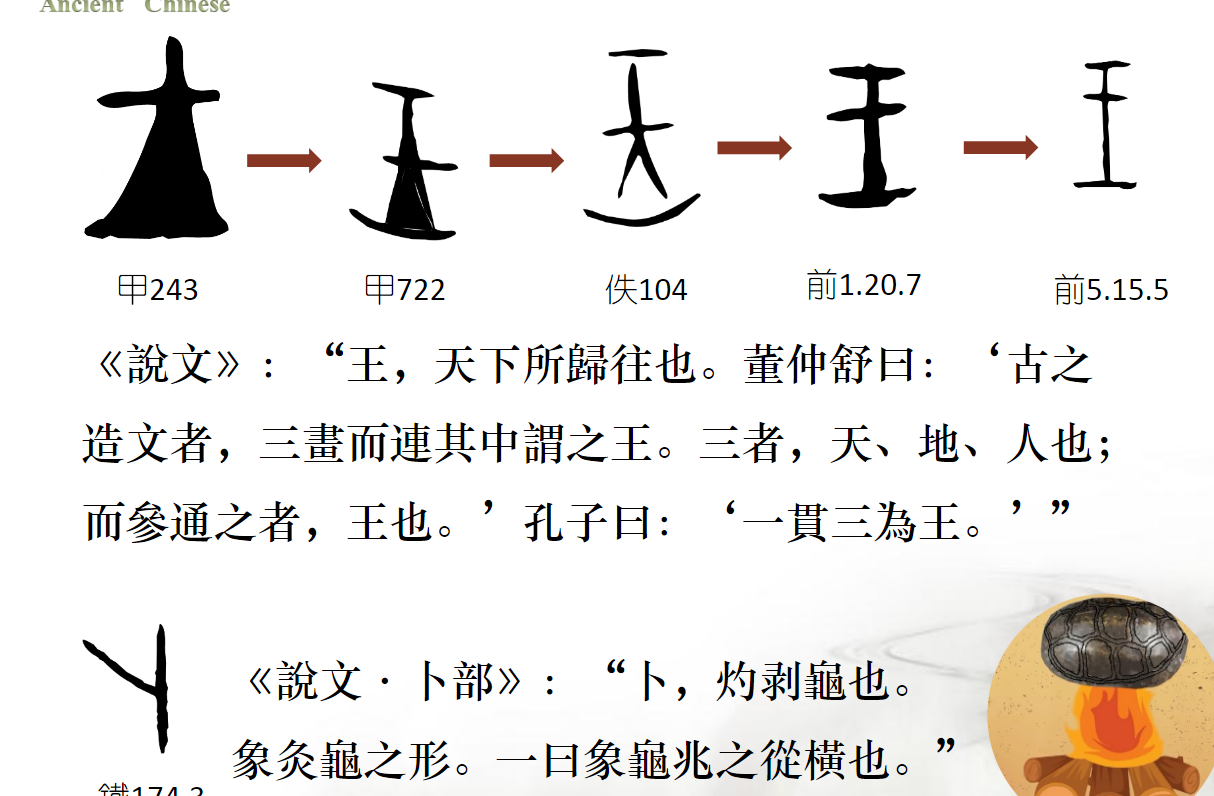 Ancient Chinese
甲243 甲722 佚104 前1.20.7 前5.15.5
《說文》：“王，天下所歸往也。董仲舒曰：‘古之
造文者，三畫而連其中謂之王。三者，天、地、人也；
而參通之者，王也。’孔子曰：‘一貫三為王。’”
《說文·卜部》：“卜，灼剥龜也。
象灸龜之形。一曰象龜兆之從橫也。”
鐵174.3